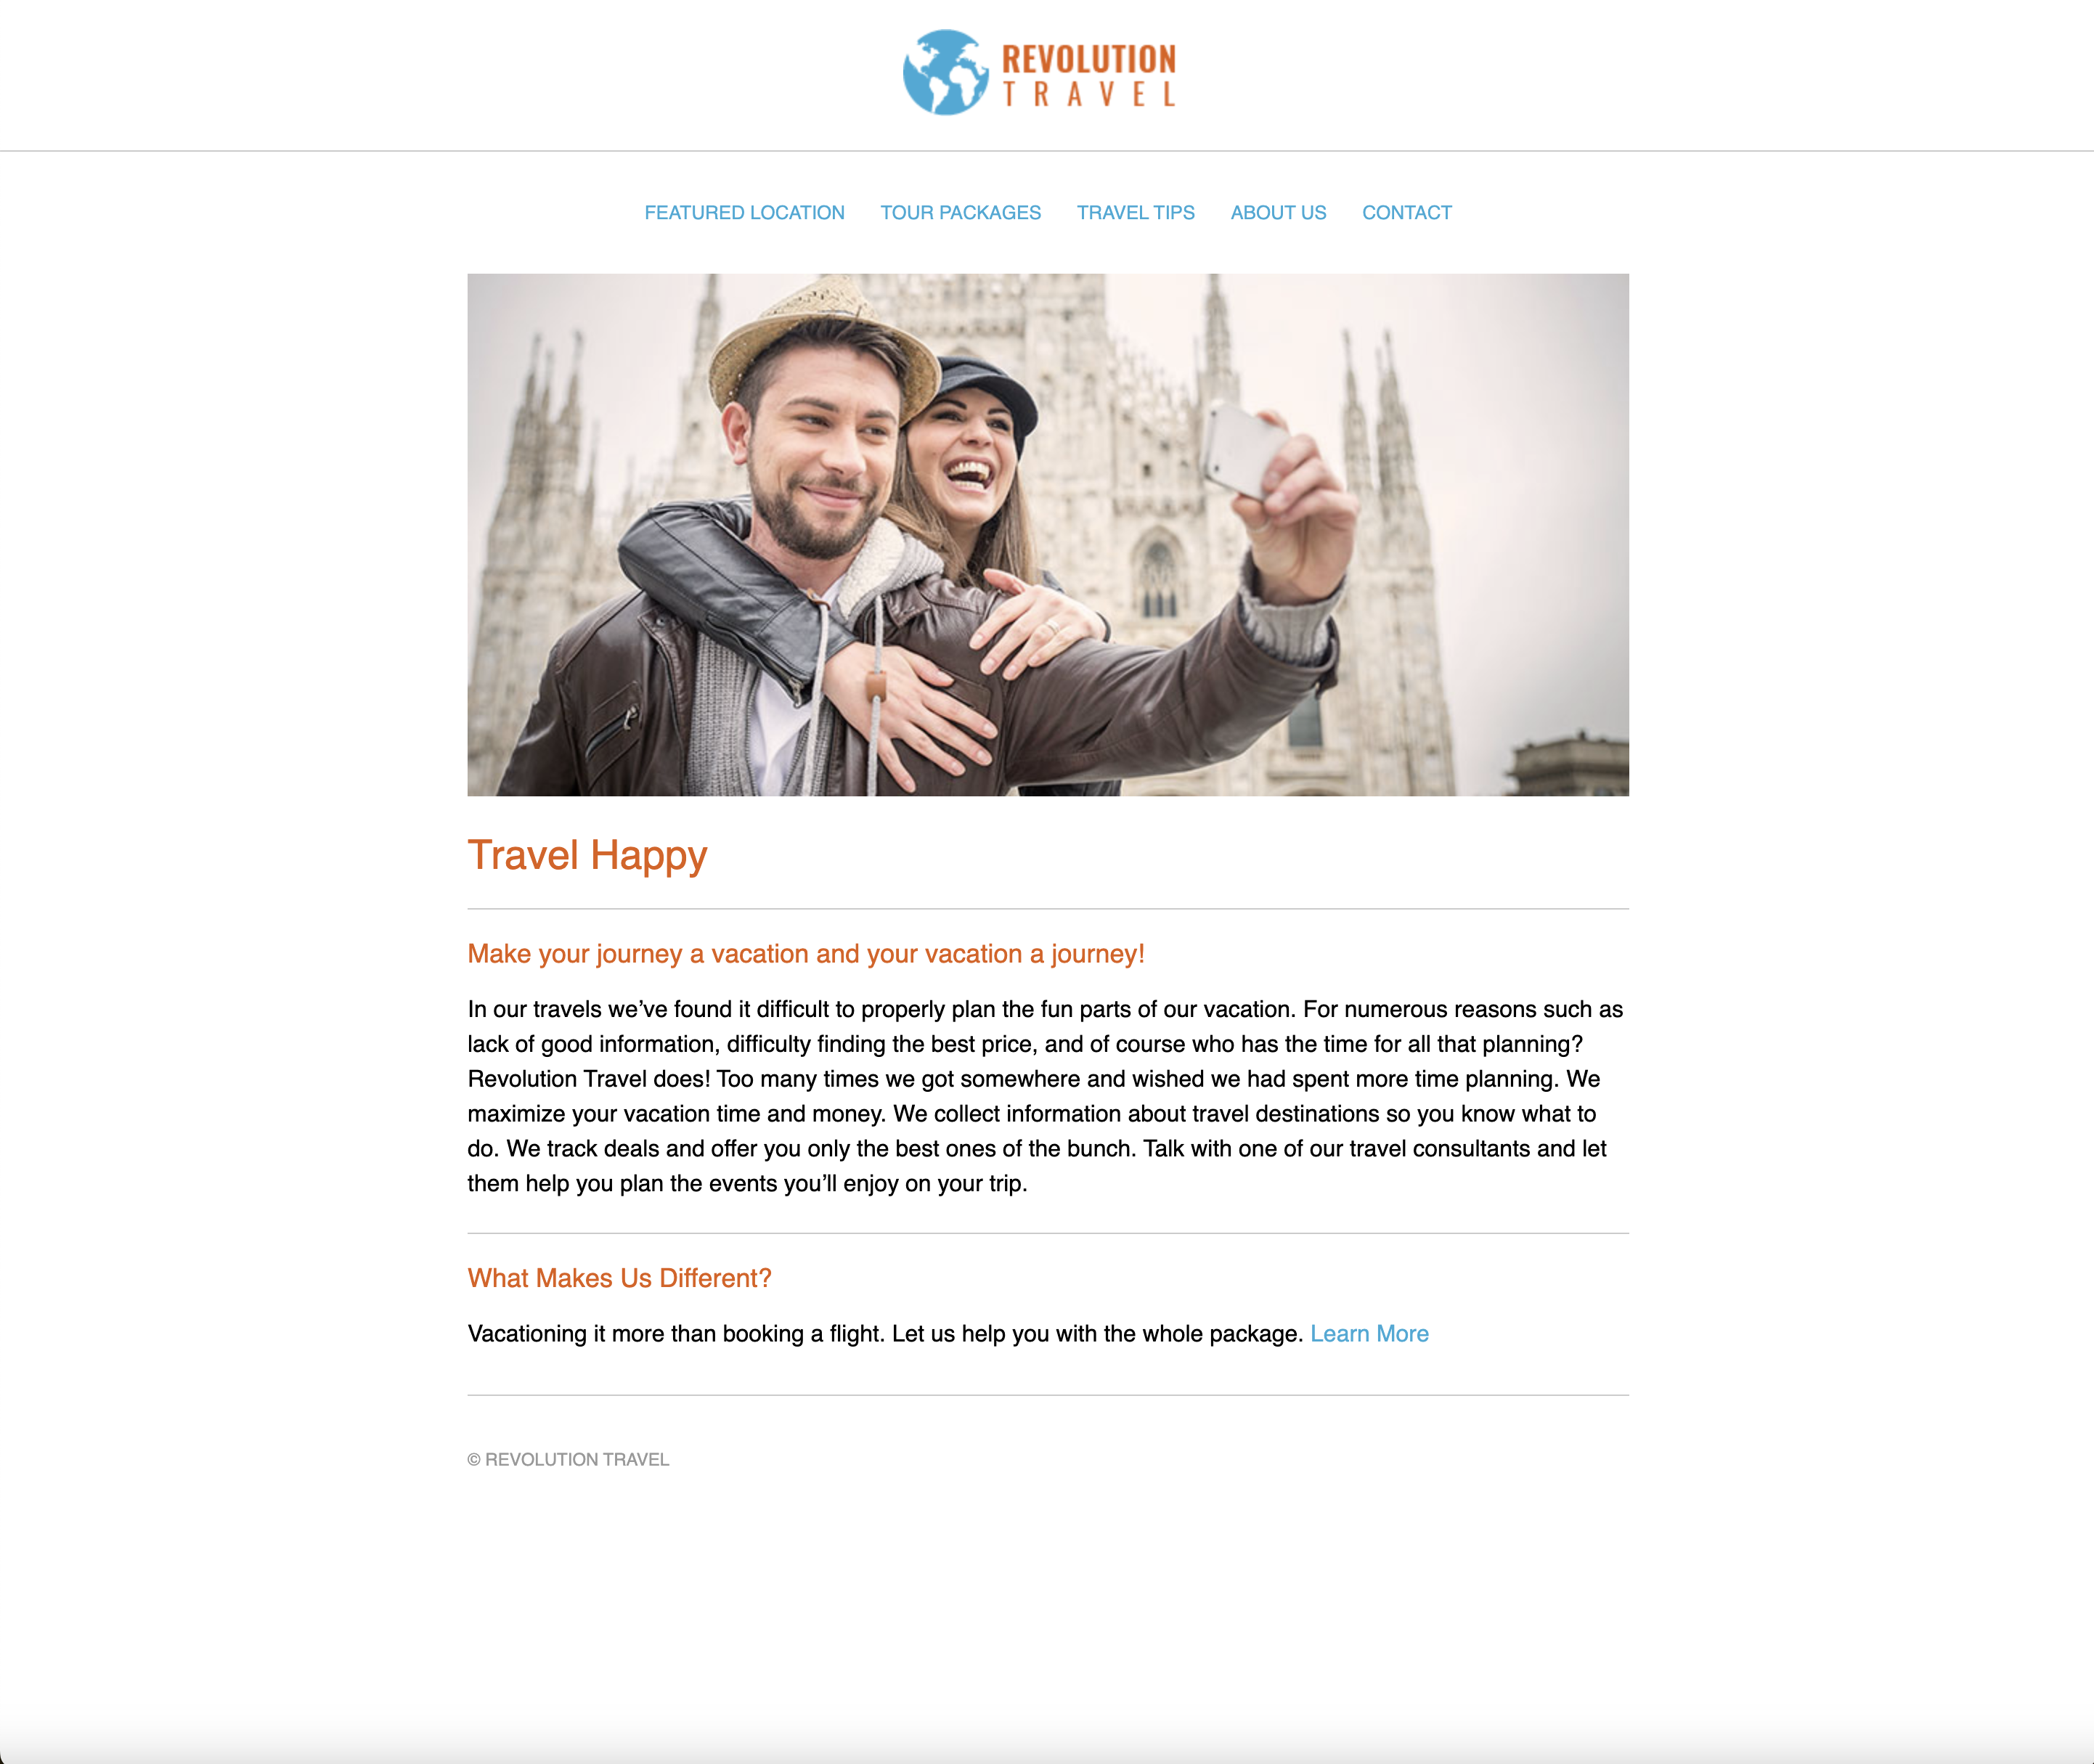 REVOLUTION
TRAVEL
FEATURED LOCATION TOUR PACKAGES TRAVEL TIPS ABOUT US CONTACT
Travel Happy
Make your journey a vacation and your vacation a journey!
In our travels we’ve found it difficult to properly plan the fun parts of our vacation. For numerous reasons such as
lack of good information, difficulty finding the best price, and of course who has the time for all that planning?
Revolution Travel does! Too many times we got somewhere and wished we had spent more time planning. We
maximize your vacation time and money. We collect information about travel destinations so you know what to
do. We track deals and offer you only the best ones of the bunch. Talk with one of our travel consultants and let
them help you plan the events you’ll enjoy on your trip.
What Makes Us Different?
Vacationing it more than booking a flight. Let us help you with the whole package. Learn More
© REVOLUTION TRAVEL